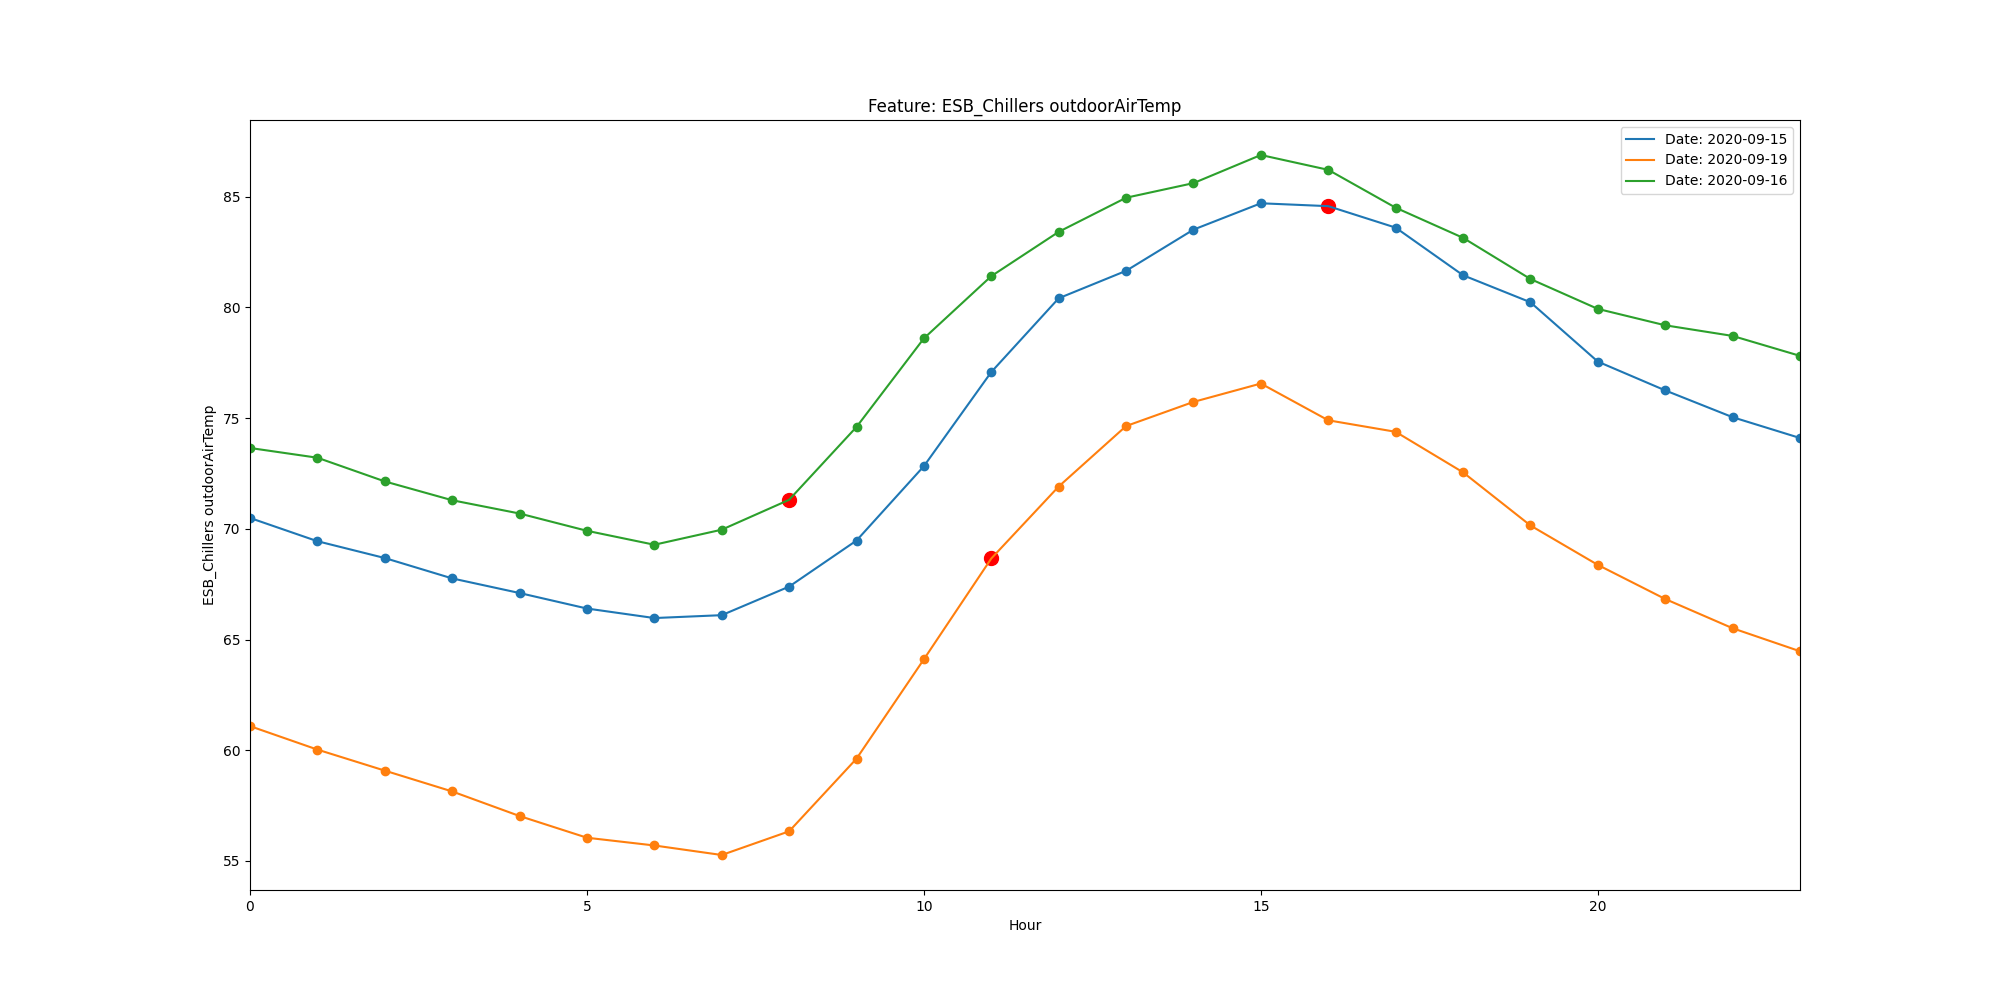 Feature: ESB_Chillers outdoorAirTemp
Date: 2020-09-15
Date: 2020-09-19
Date: 2020-09-16
ESB_Chillers outdoorAirTemp
85
80
75
70
65
60
55
0 5 10 15 20
Hour